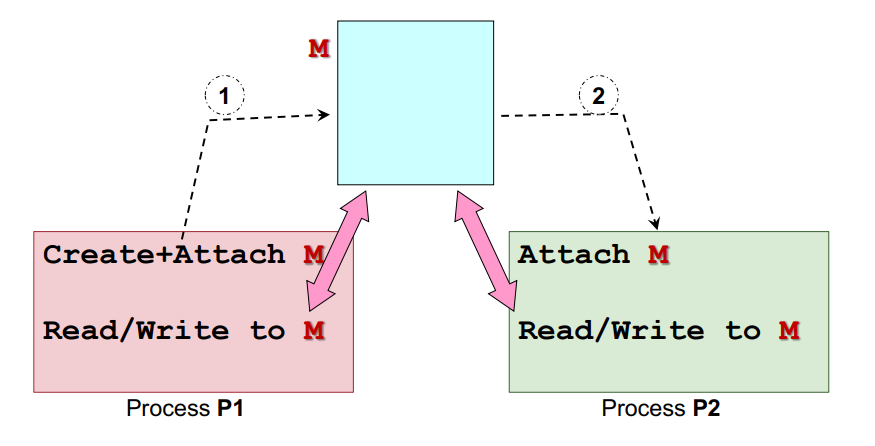 M
1
2
Create+Attach M
Read/Write to M
Attach M
Read/Write to M
Process P1
Process P2